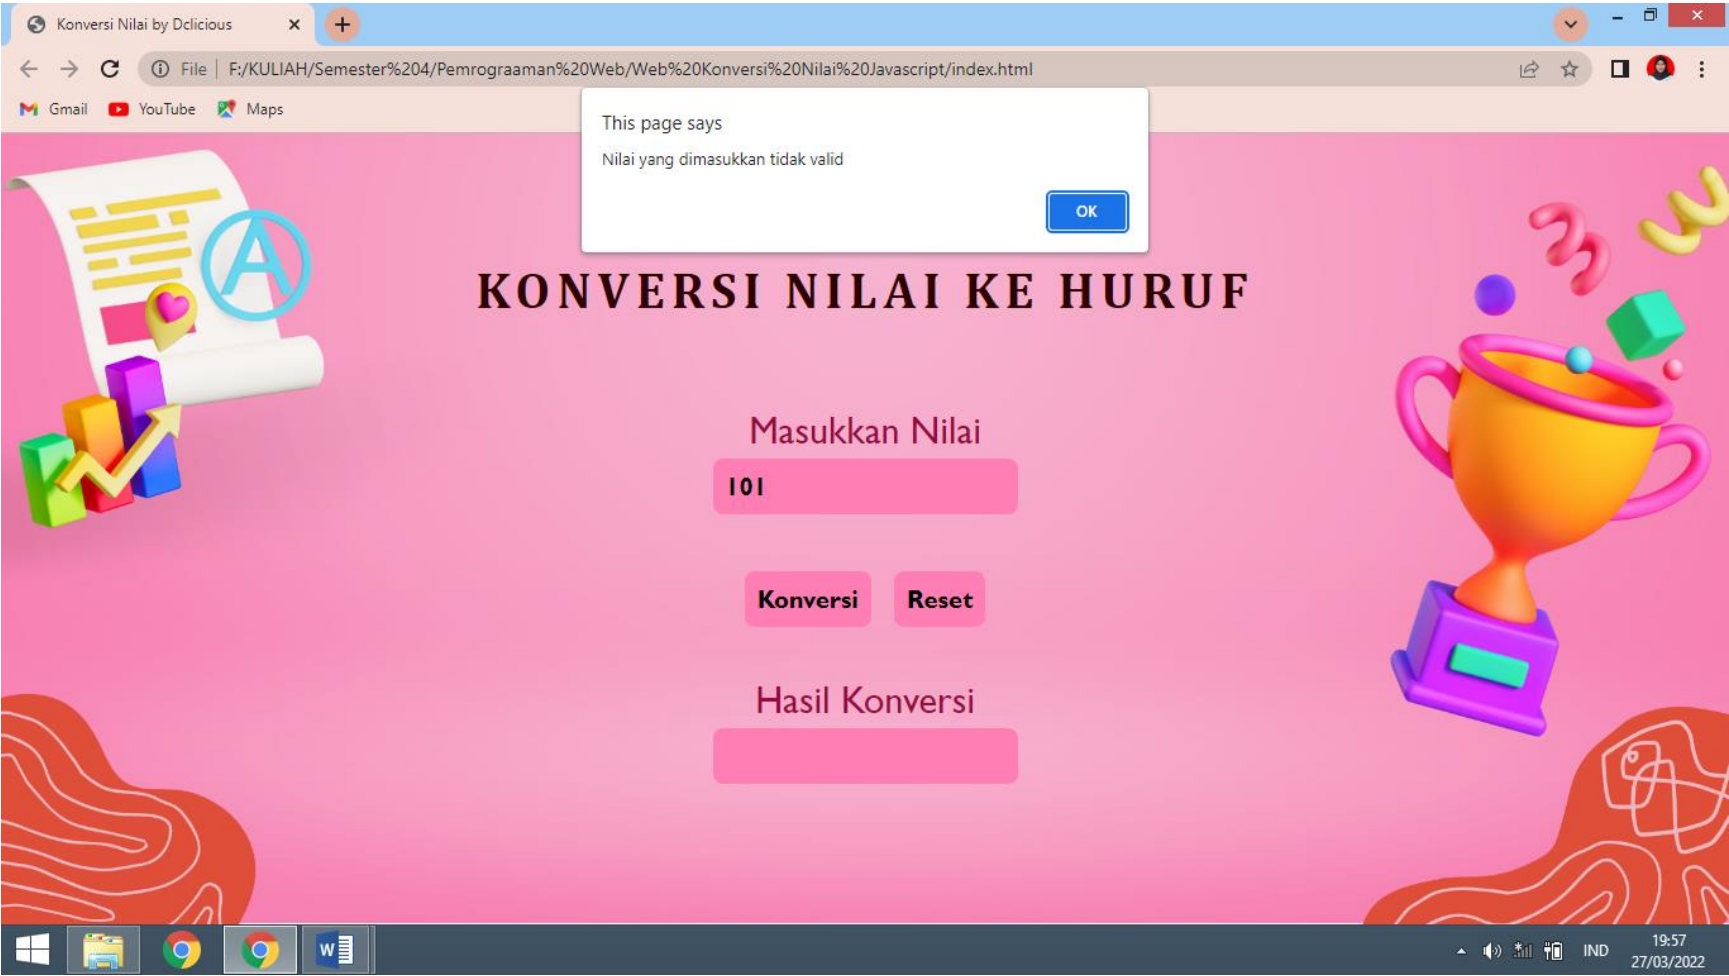 Konversi Nilai by Dclicious
File | F:/KULIAH/Semester%204/Pemrograaman%20Web/Web%20Konversi%20Nilai%20Javascript/index.html
Gmail YouTube Maps
This page says
Nilai yang dimasukkan tidak valid
OK
A
KONVERSI NILAI KE HURUF
Masukkan Nilai
101
Konversi Reset
Hasil Konversi
W
IND
19:57
27/03/2022